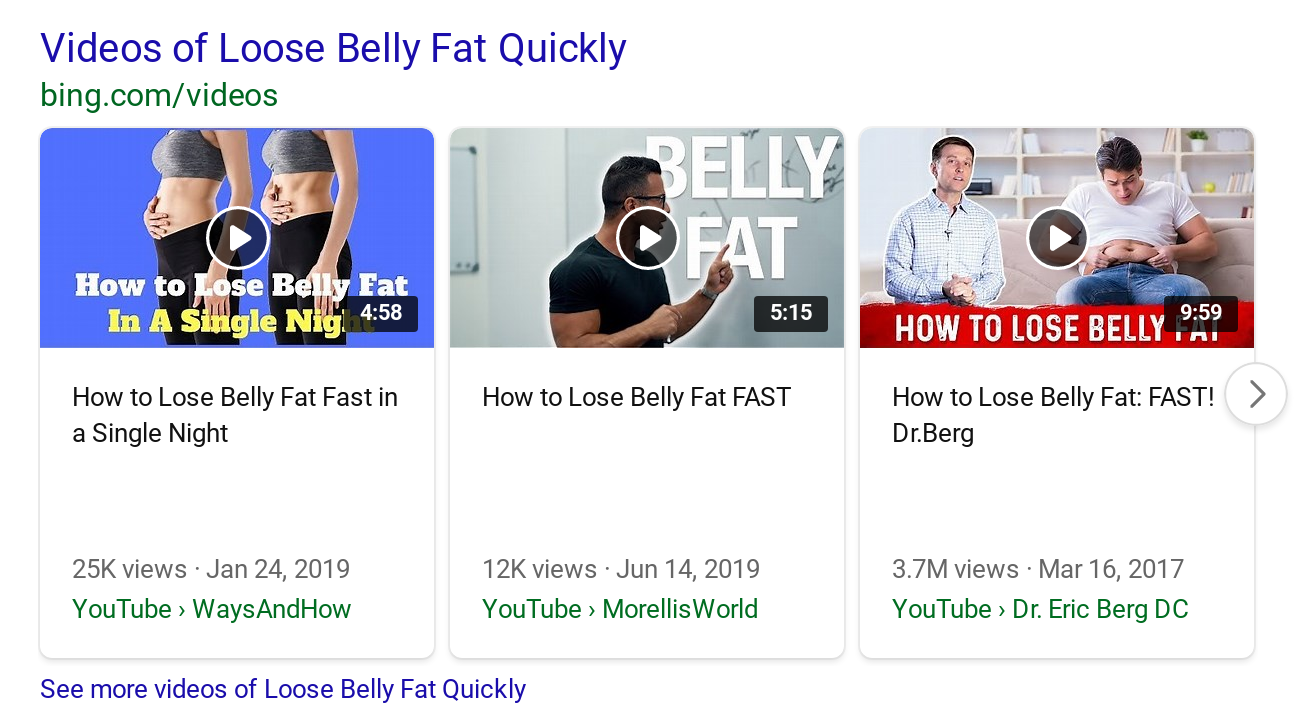 Videos of Loose Belly Fat Quickly
bing.com/videos
How to Lose Belly Fat
In A Single Night
4:58
BELLY
FAT
5:15
HOW TO LOSE BELLY FAT
9:59
How to Lose Belly Fat Fast in
a Single Night
25K views · Jan 24, 2019
YouTube › WaysAndHow
How to Lose Belly Fat FAST
12K views · Jun 14, 2019
YouTube › MorellisWorld
How to Lose Belly Fat: FAST!
Dr.Berg
3.7M views · Mar 16, 2017
YouTube › Dr. Eric Berg DC
See more videos of Loose Belly Fat Quickly